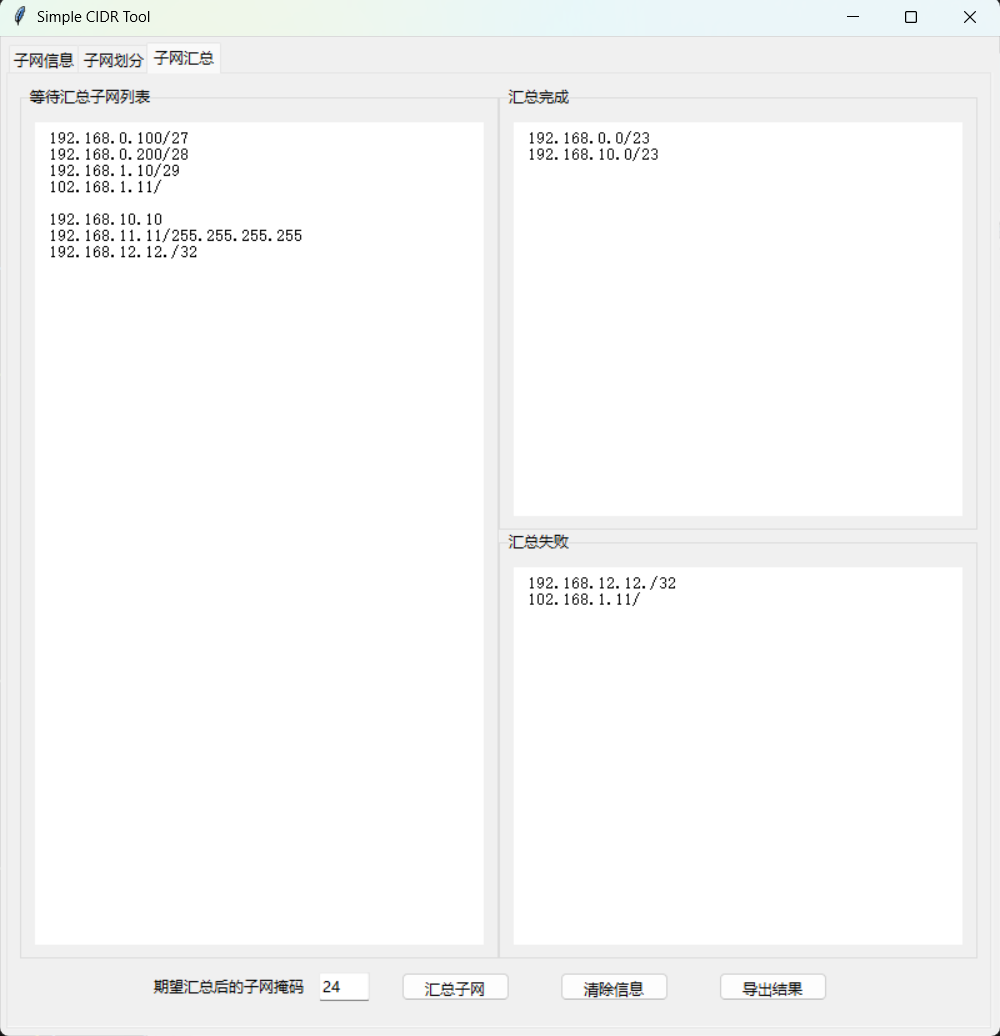 Simple CIDR Tool
子网信息 子网划分 子网汇总
等待汇总子网列表
192.168.0.100/27
192.168.0.200/28
192.168.1.10/29
102.168.1.11/
192.168.10.10
192.168.11.11/255.255.255.255
192.168.12.12./32
汇总完成
192.168.0.0/23
192.168.10.0/23
汇总失败
192.168.12.12./32
102.168.1.11/
期望汇总后的子网掩码 24 汇总子网 清除信息 导出结果